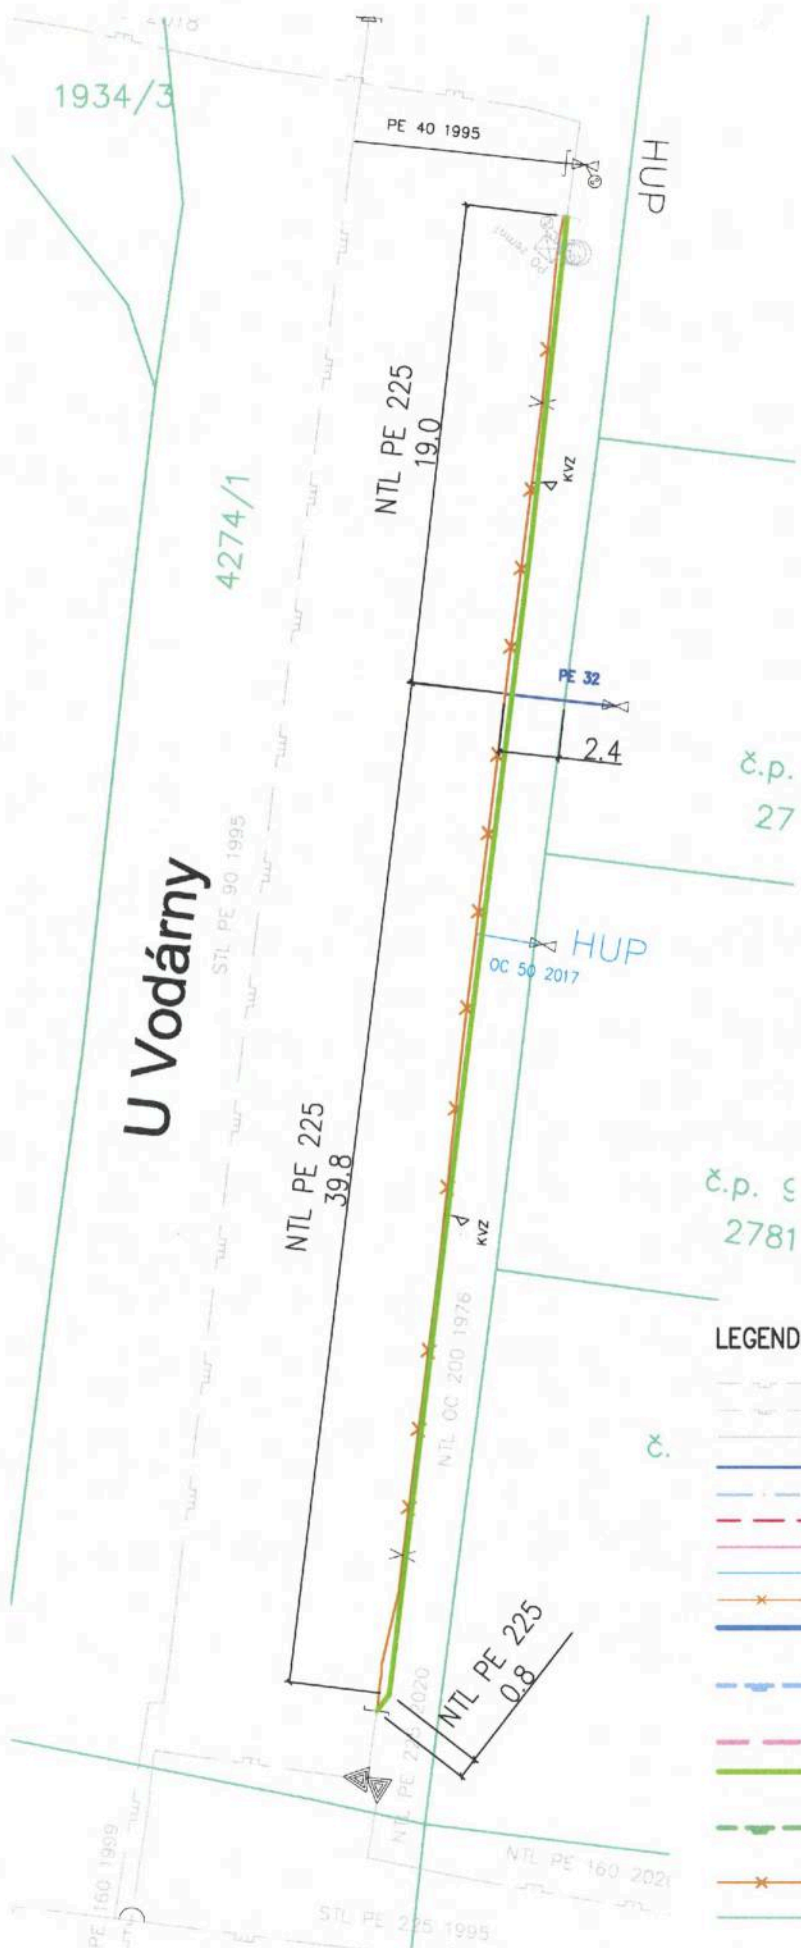 2018
1934/3
PE 40 1995
HUP
NTL PE 225
19.0
4274/1
KVZ
PE 32
2.4
č.p.
27
STL PE 90 1995
U Vodárny
HUP
OC 50 2017
NTL PE 225
39.8
KVZ
č.p. 9
2781
NTL OC 200 1976
LEGEND
č.
NTL PE 225
0.8
NTL PE 225 2020
PE 160 1999
NTL PE 160 202
STL PE 225 1995